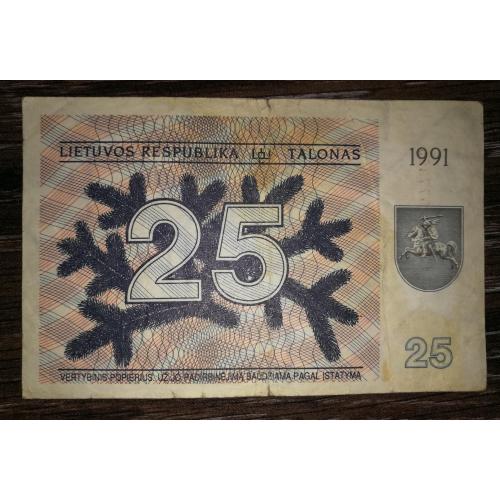 LIETUVOS RESPUBLIKA TALONAS
1991
25
25
VERTYBINIS POPIERIUS. UŽ JO PADIRBINĖJIMĄ BAUDŽIAMA PAGAL ĮSTATYMĄ